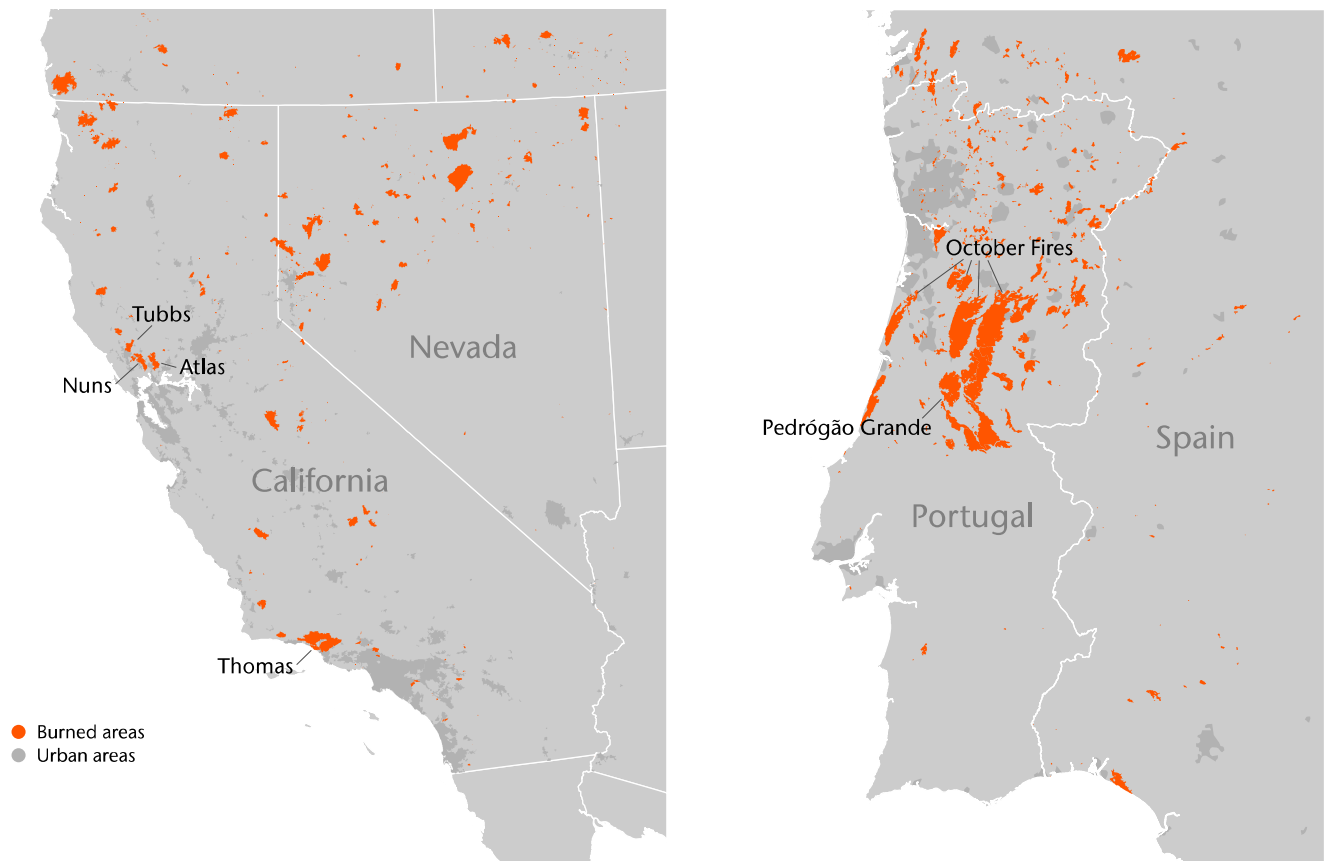 Tubbs
Atlas
Nuns
Nevada
California
Thomas
Burned areas
Urban areas
October Fires
Pedrógão Grande
Spain
Portugal